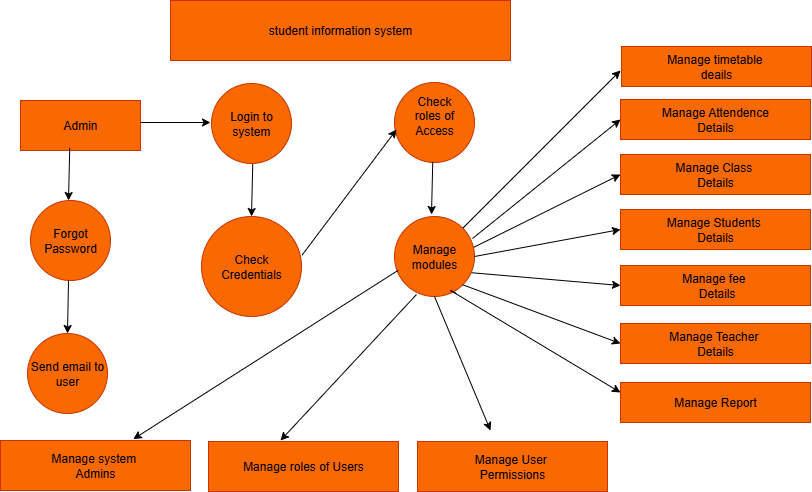 student information system
Admin
Login to
system
Check
roles of
Access
Forgot
Password
Check
Credentials
Manage
modules
Send email to
user
Manage timetable
deails
Manage Attendence
Details
Manage Class
Details
Manage Students
Details
Manage fee
Details
Manage Teacher
Details
Manage Report
Manage system
Admins
Manage roles of Users
Manage User
Permissions